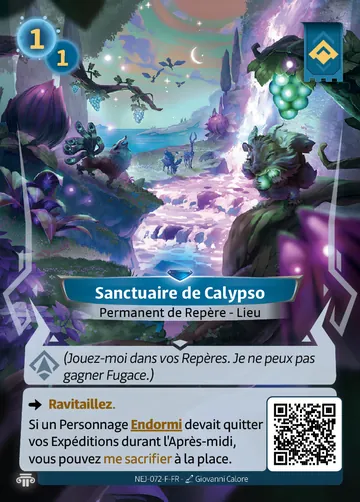 1
1
Sanctuaire de Calypso
Permanent de Repère - Lieu
(Jouez-moi dans vos Repères. Je ne peux pas
gagner Fugace.)
➜ Ravitaillez.
Si un Personnage Endormi devait quitter
vos Expéditions durant l'Après-midi,
vous pouvez me sacrifier à la place.
NEJ-072-F-FR - Giovanni Calore